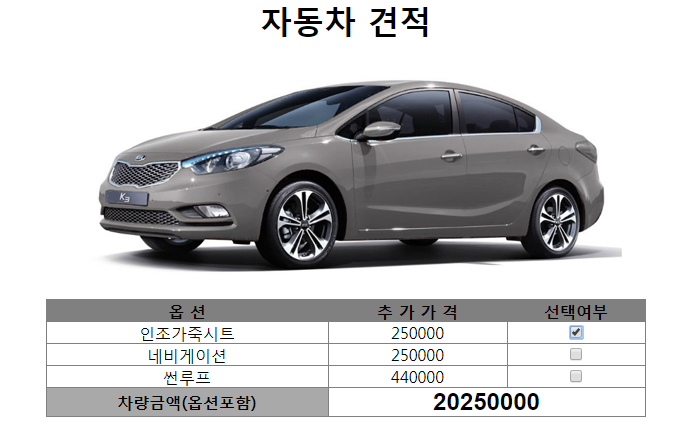 자동차 견적
K3
옵 션 추 가 가 격 선택여부
인조가죽시트 250000
네비게이션 250000
썬루프 440000
차량금액(옵션포함) 20250000